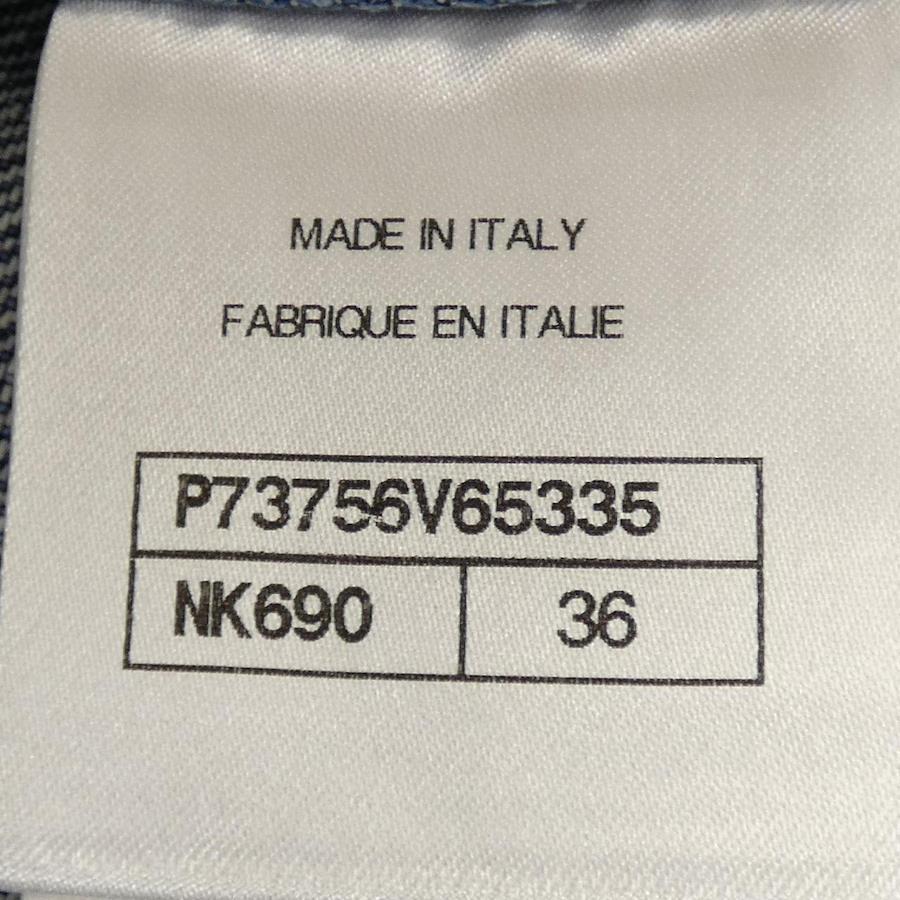 MADE IN ITALY
FABRIQUE EN ITALIE
P73756V65335
NK690 36